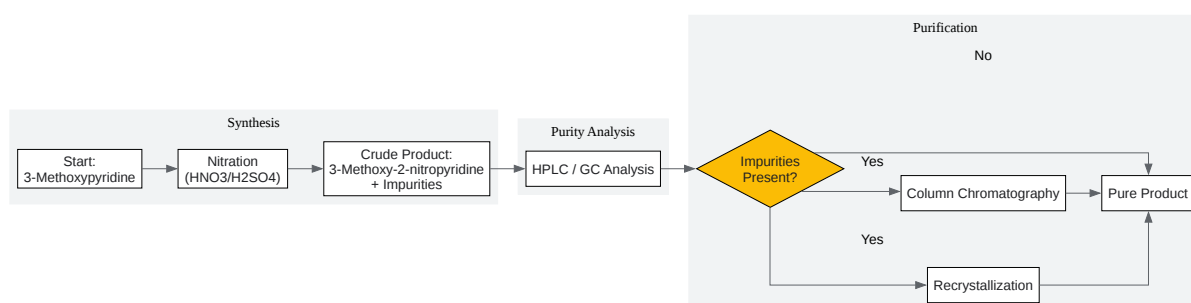 Purification
No
Synthesis
Purity Analysis
Start:
3-Methoxypyridine
Nitration
(HNO3/H2SO4)
Crude Product:
3-Methoxy-2-nitropyridine
+ Impurities
HPLC / GC Analysis
Impurities
Present?
Yes
Column Chromatography
Pure Product
Yes
Recrystallization